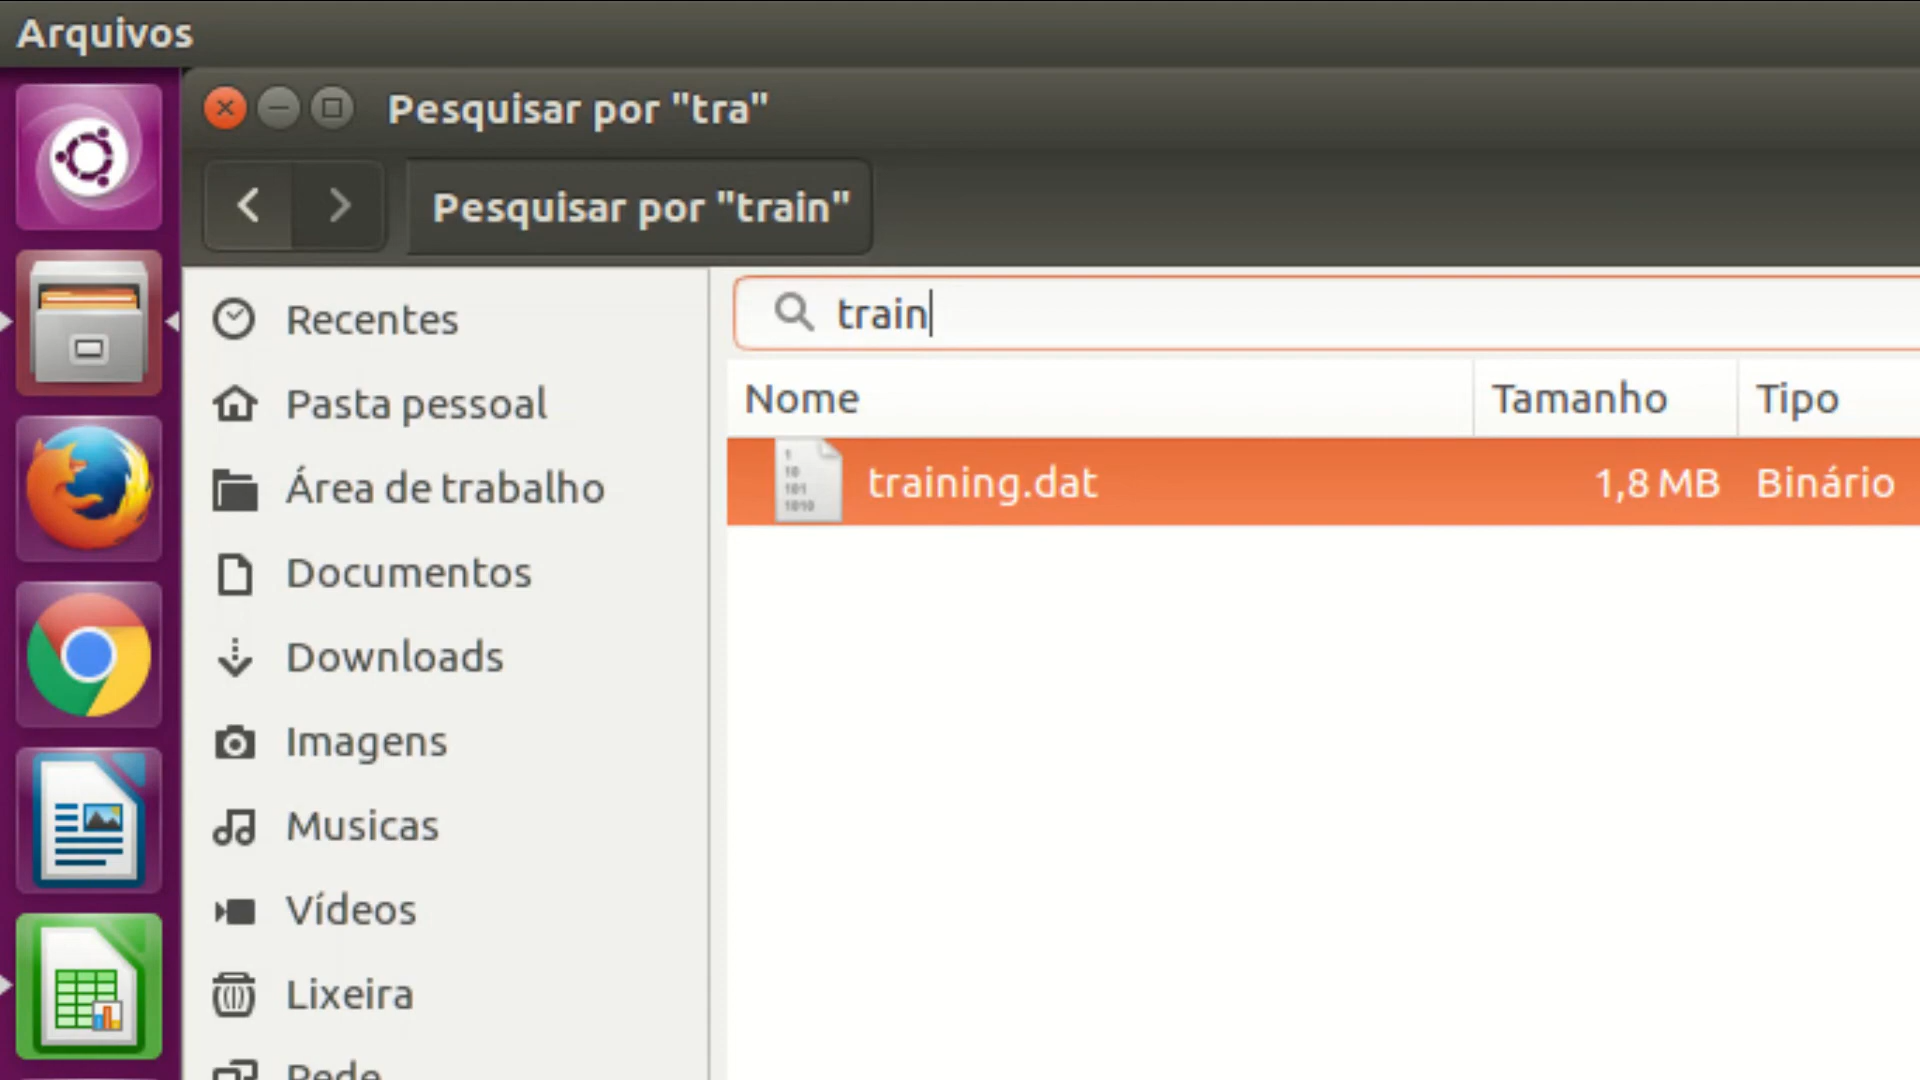 Arquivos
Pesquisar por "tra"
Pesquisar por "train"
train
Nome Tamanho Tipo
training.dat 1,8 MB Binário
Recentes
Pasta pessoal
Área de trabalho
Documentos
Downloads
Imagens
Musicas
Vídeos
Lixeira
Rede